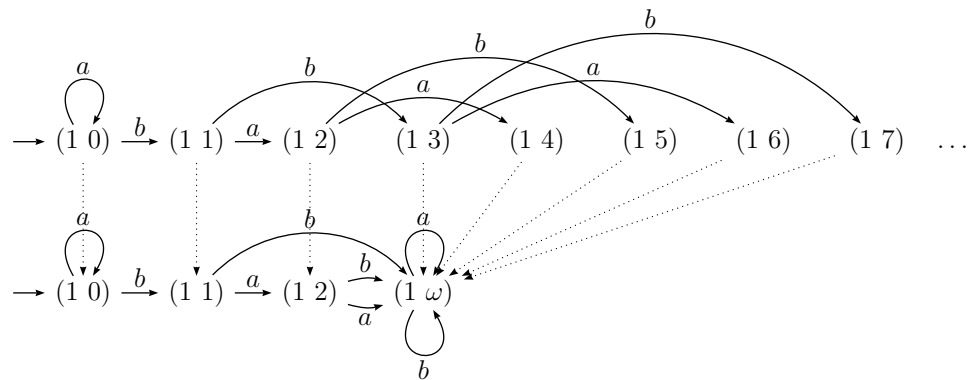 b
b
a
b
a
a
(1 0) b (1 1) a (1 2) (1 3) (1 4) (1 5) (1 6) (1 7) …
a b a
(1 0) b (1 1) a (1 2) b (1 ω)
a
b